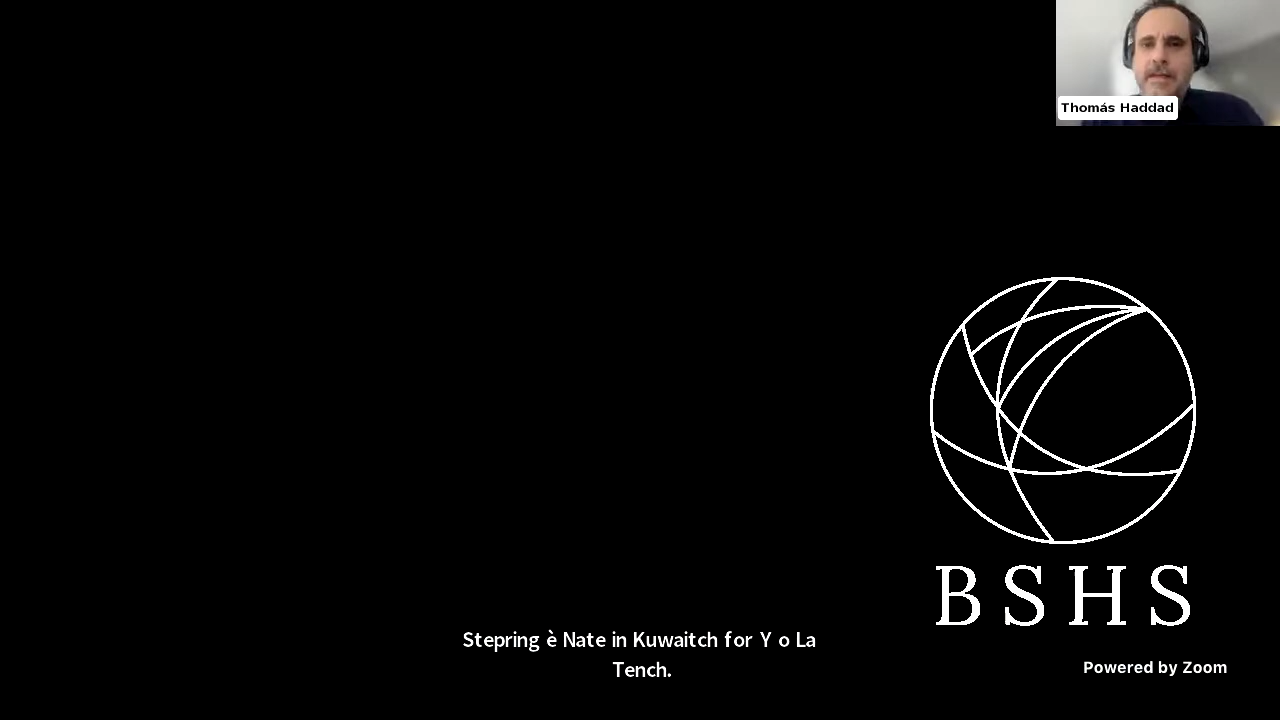 Thomás Haddad
BSHS
Stepring è Nate in Kuwaitch for Y o La
Tench.
Powered by Zoom